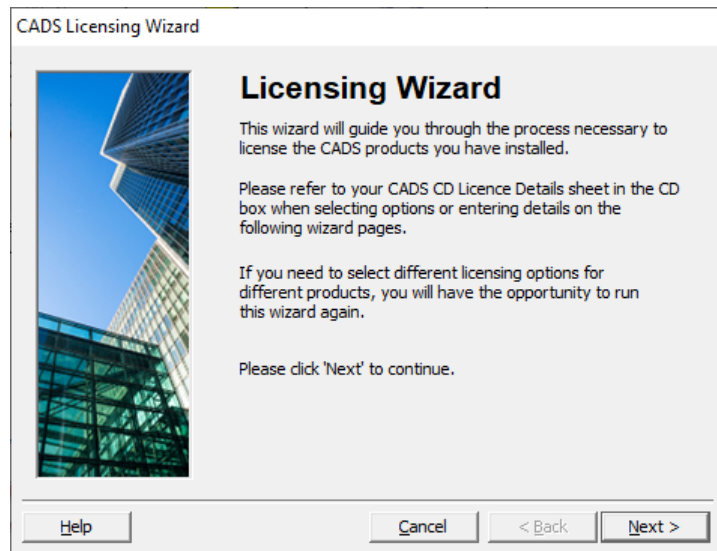 CADS Licensing Wizard
Licensing Wizard
This wizard will guide you through the process necessary to
license the CADS products you have installed.
Please refer to your CADS CD Licence Details sheet in the CD
box when selecting options or entering details on the
following wizard pages.
If you need to select different licensing options for
different products, you will have the opportunity to run
this wizard again.
Please click 'Next' to continue.
Help
Cancel
< Back
Next >